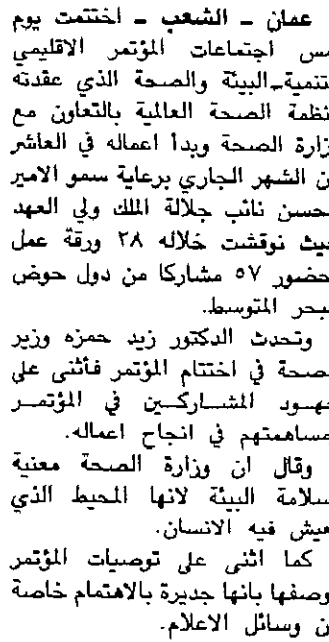 عمان ـ الشعب ـ اختتمت يوم
مس اجتماعات المؤتمر الاقليمي
تنمية ـ البيئة والصحة الذي عقدته
نظمة الصحة العالمية بالتعاون مع
زارة الصحة وبدأ اعماله في العاشر
ن الشهر الجاري برعاية سمو الامير
حسن نائب جلالة الملك ولي العهد
يث نوقشت خلاله ٢٨ ورقة عمل
حضور ٥٧ مشاركا من دول حوض
بحر المتوسط.
وتحدث الدكتور زيد حمزه وزير
صحة في اختتام المؤتمر فأثنى على
جهود المشاركين في المؤتمر
مساهمتهم في انجاح اعماله.
وقال ان وزارة الصحة معنية
سلامة البيئة لانها المحيط الذي
عيش فيه الانسان.
كما اثنى على توصيات المؤتمر
وصفها بانها جديرة بالاهتمام خاصة
ن وسائل الاعلام.